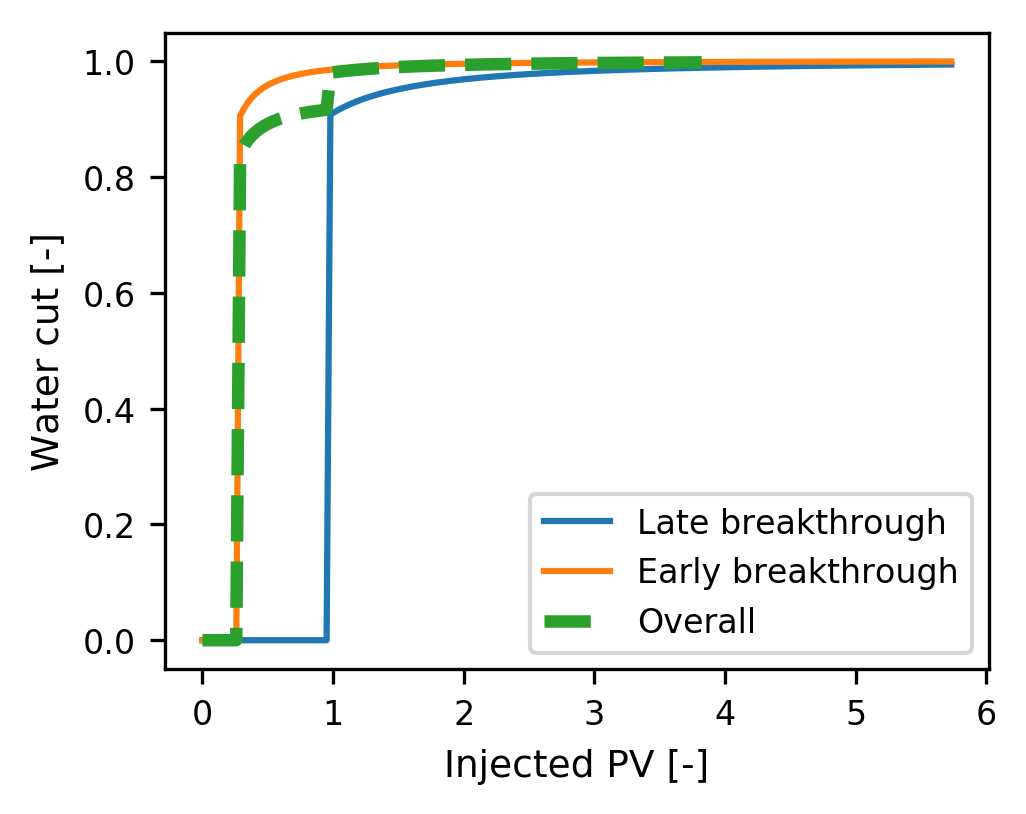 1.0
0.8
0.6
0.4
0.2
0.0
Water cut [-]
Late breakthrough
Early breakthrough
Overall
0 1 2 3 4 5 6
Injected PV [-]